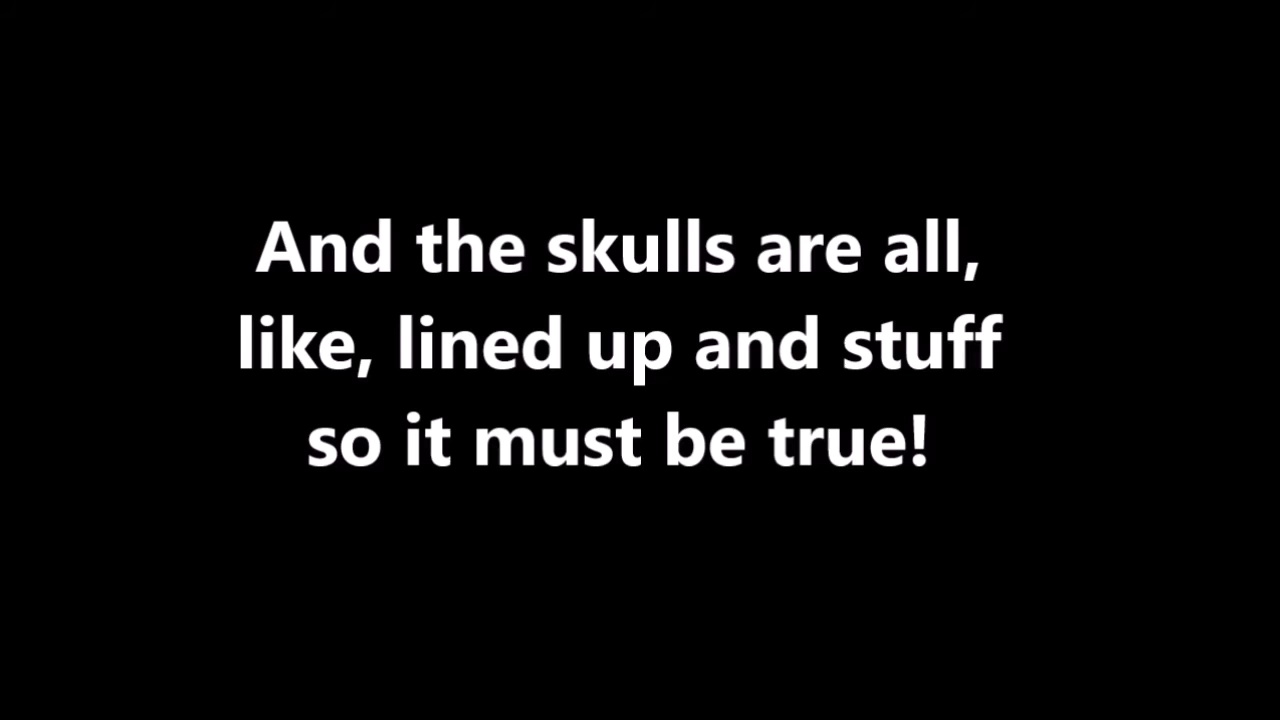 And the skulls are all,
like, lined up and stuff
so it must be true!